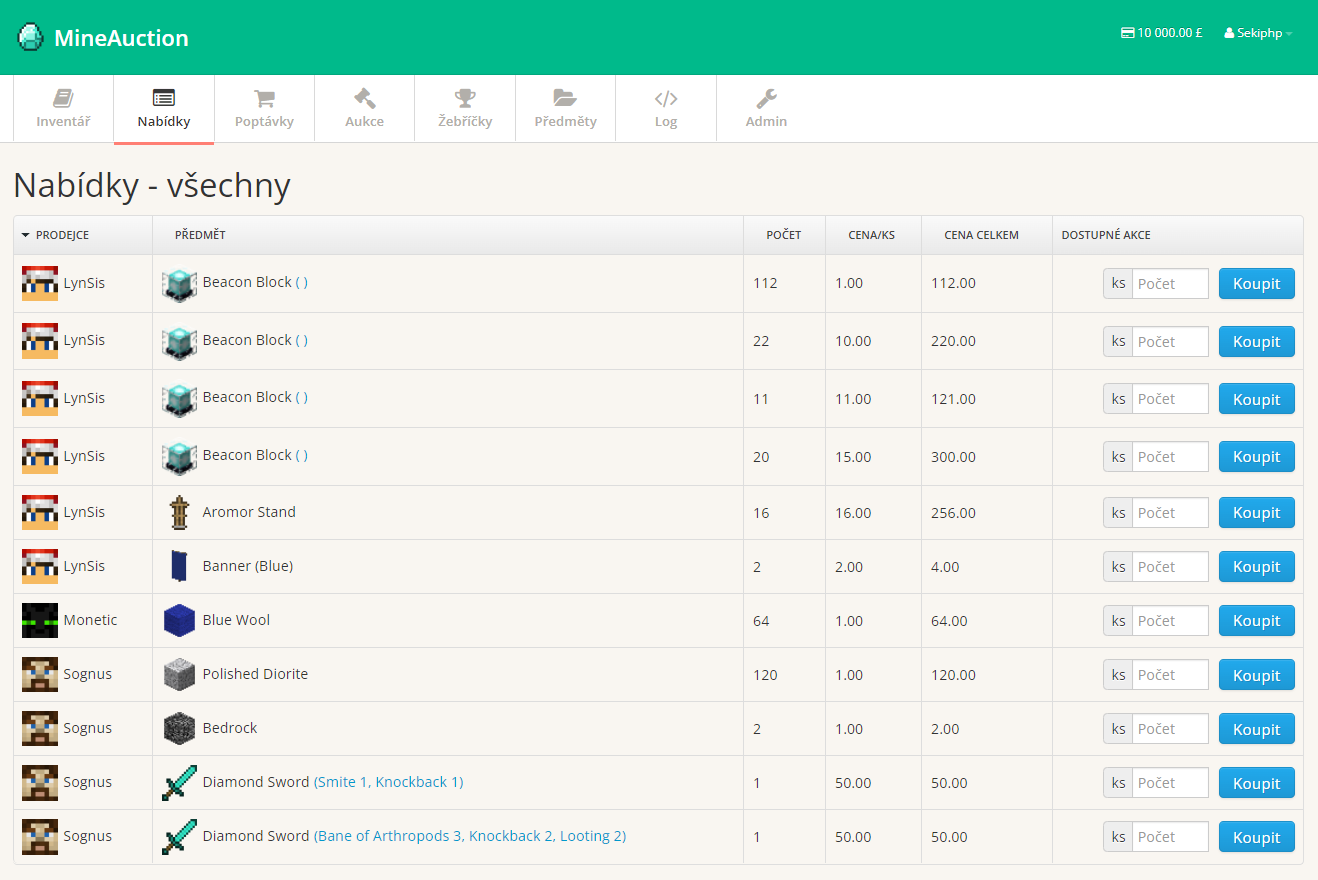 MineAuction
10 000.00 £ Sekiphp
Inventář Nabídky Poptávky Aukce Žebříčky Předměty Log Admin
Nabídky - všechny
PRODEJCE PŘEDMĚT POČET CENA/KS CENA CELKEM DOSTUPNÉ AKCE
LynSis Beacon Block ( ) 112 1.00 112.00 ks Počet Koupit
LynSis Beacon Block ( ) 22 10.00 220.00 ks Počet Koupit
LynSis Beacon Block ( ) 11 11.00 121.00 ks Počet Koupit
LynSis Beacon Block ( ) 20 15.00 300.00 ks Počet Koupit
LynSis Aromor Stand 16 16.00 256.00 ks Počet Koupit
LynSis Banner (Blue) 2 2.00 4.00 ks Počet Koupit
Monetic Blue Wool 64 1.00 64.00 ks Počet Koupit
Sognus Polished Diorite 120 1.00 120.00 ks Počet Koupit
Sognus Bedrock 2 1.00 2.00 ks Počet Koupit
Sognus Diamond Sword (Smite 1, Knockback 1) 1 50.00 50.00 ks Počet Koupit
Sognus Diamond Sword (Bane of Arthropods 3, Knockback 2, Looting 2) 1 50.00 50.00 ks Počet Koupit